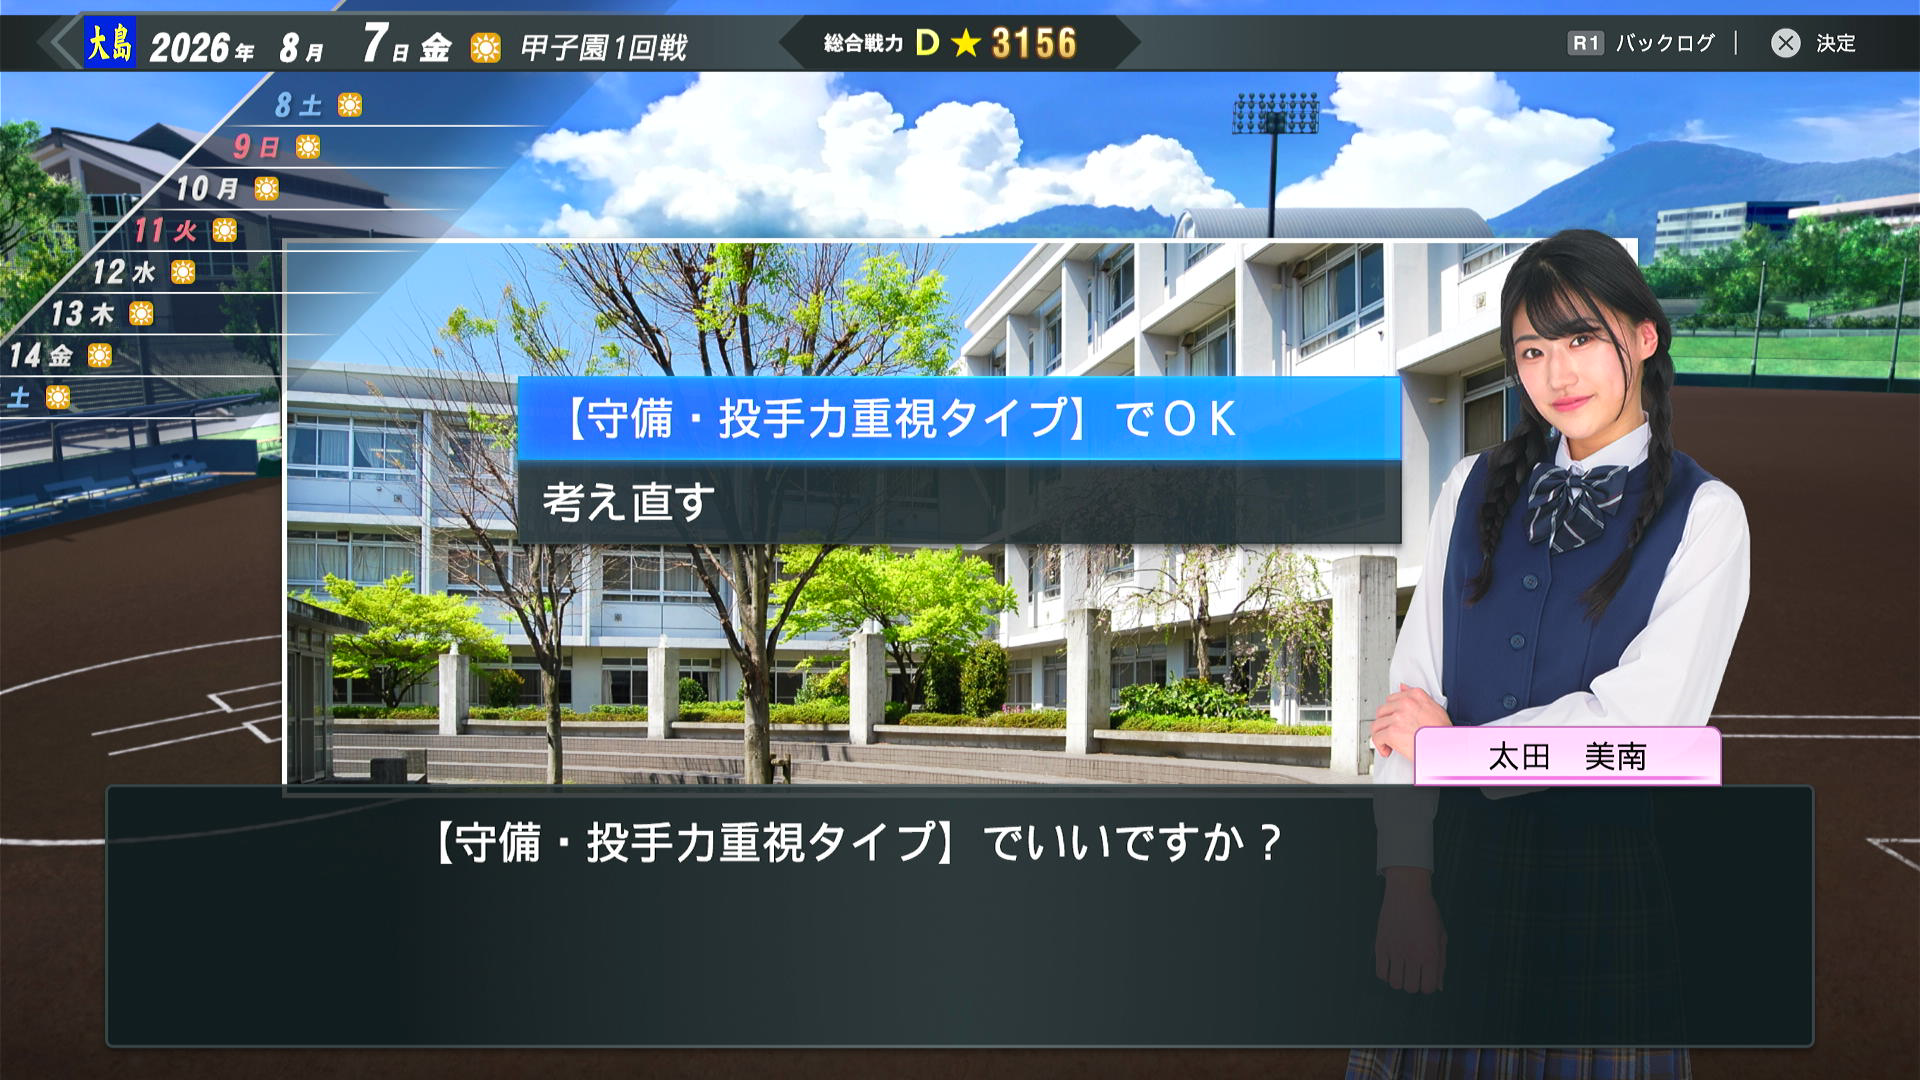 大島 2026年 8月 7日 金 甲子園1回戦 総合戦力 D ★ 3156 R1 バックログ | 決定
8 土
9 日
10 月
11 火
12 水
13 木
14 金
土
【守備・投手力重視タイプ】でOK
考え直す
太田 美南
【守備・投手力重視タイプ】でいいですか？